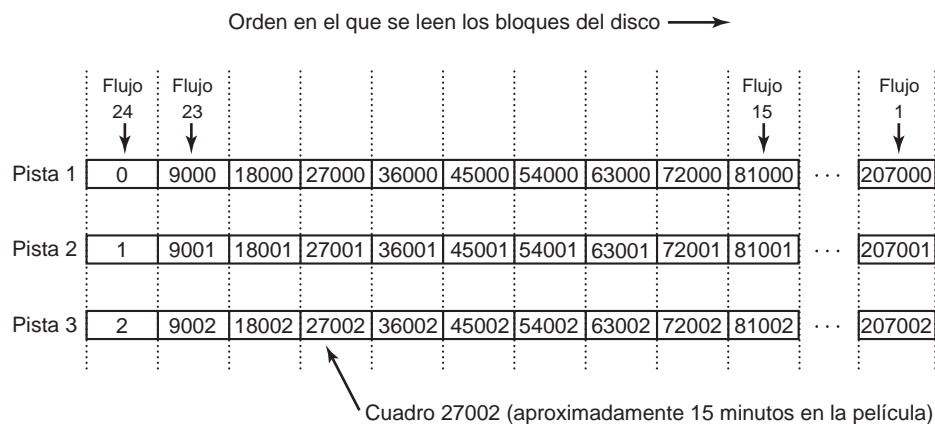 Orden en el que se leen los bloques del disco
Flujo Flujo Flujo Flujo
24 23 15 1
Pista 1 0 9000 18000 27000 36000 45000 54000 63000 72000 81000 · · · 207000
Pista 2 1 9001 18001 27001 36001 45001 54001 63001 72001 81001 · · · 207001
Pista 3 2 9002 18002 27002 36002 45002 54002 63002 72002 81002 · · · 207002
Cuadro 27002 (aproximadamente 15 minutos en la película)